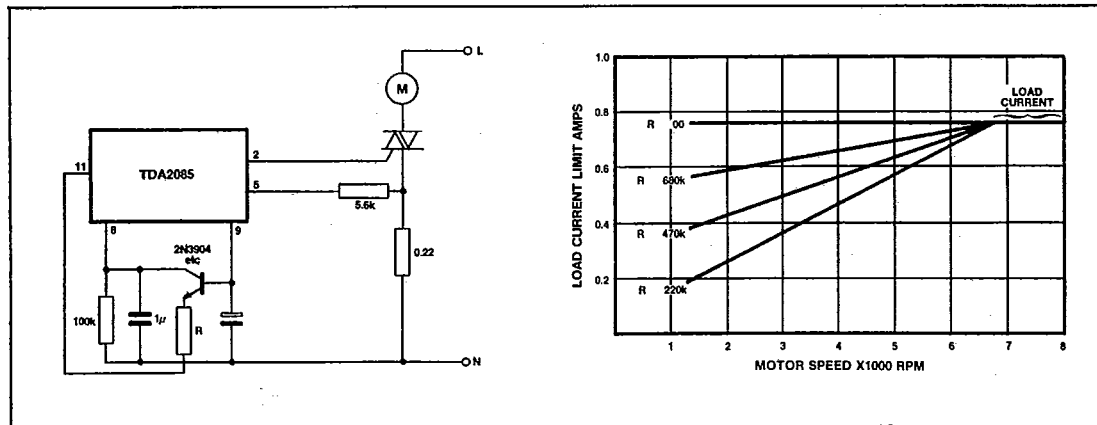 L
M
2
11
TDA2085
5
5.6k
8
9
2N3904
etc
0.22
100k
1μ
R
N
LOAD CURRENT LIMIT AMPS
1.0
0.8
0.6
0.4
0.2
LOAD
CURRENT
R 00
R 680k
R 470k
R 220k
1 2 3 4 5 6 7 8
MOTOR SPEED X1000 RPM